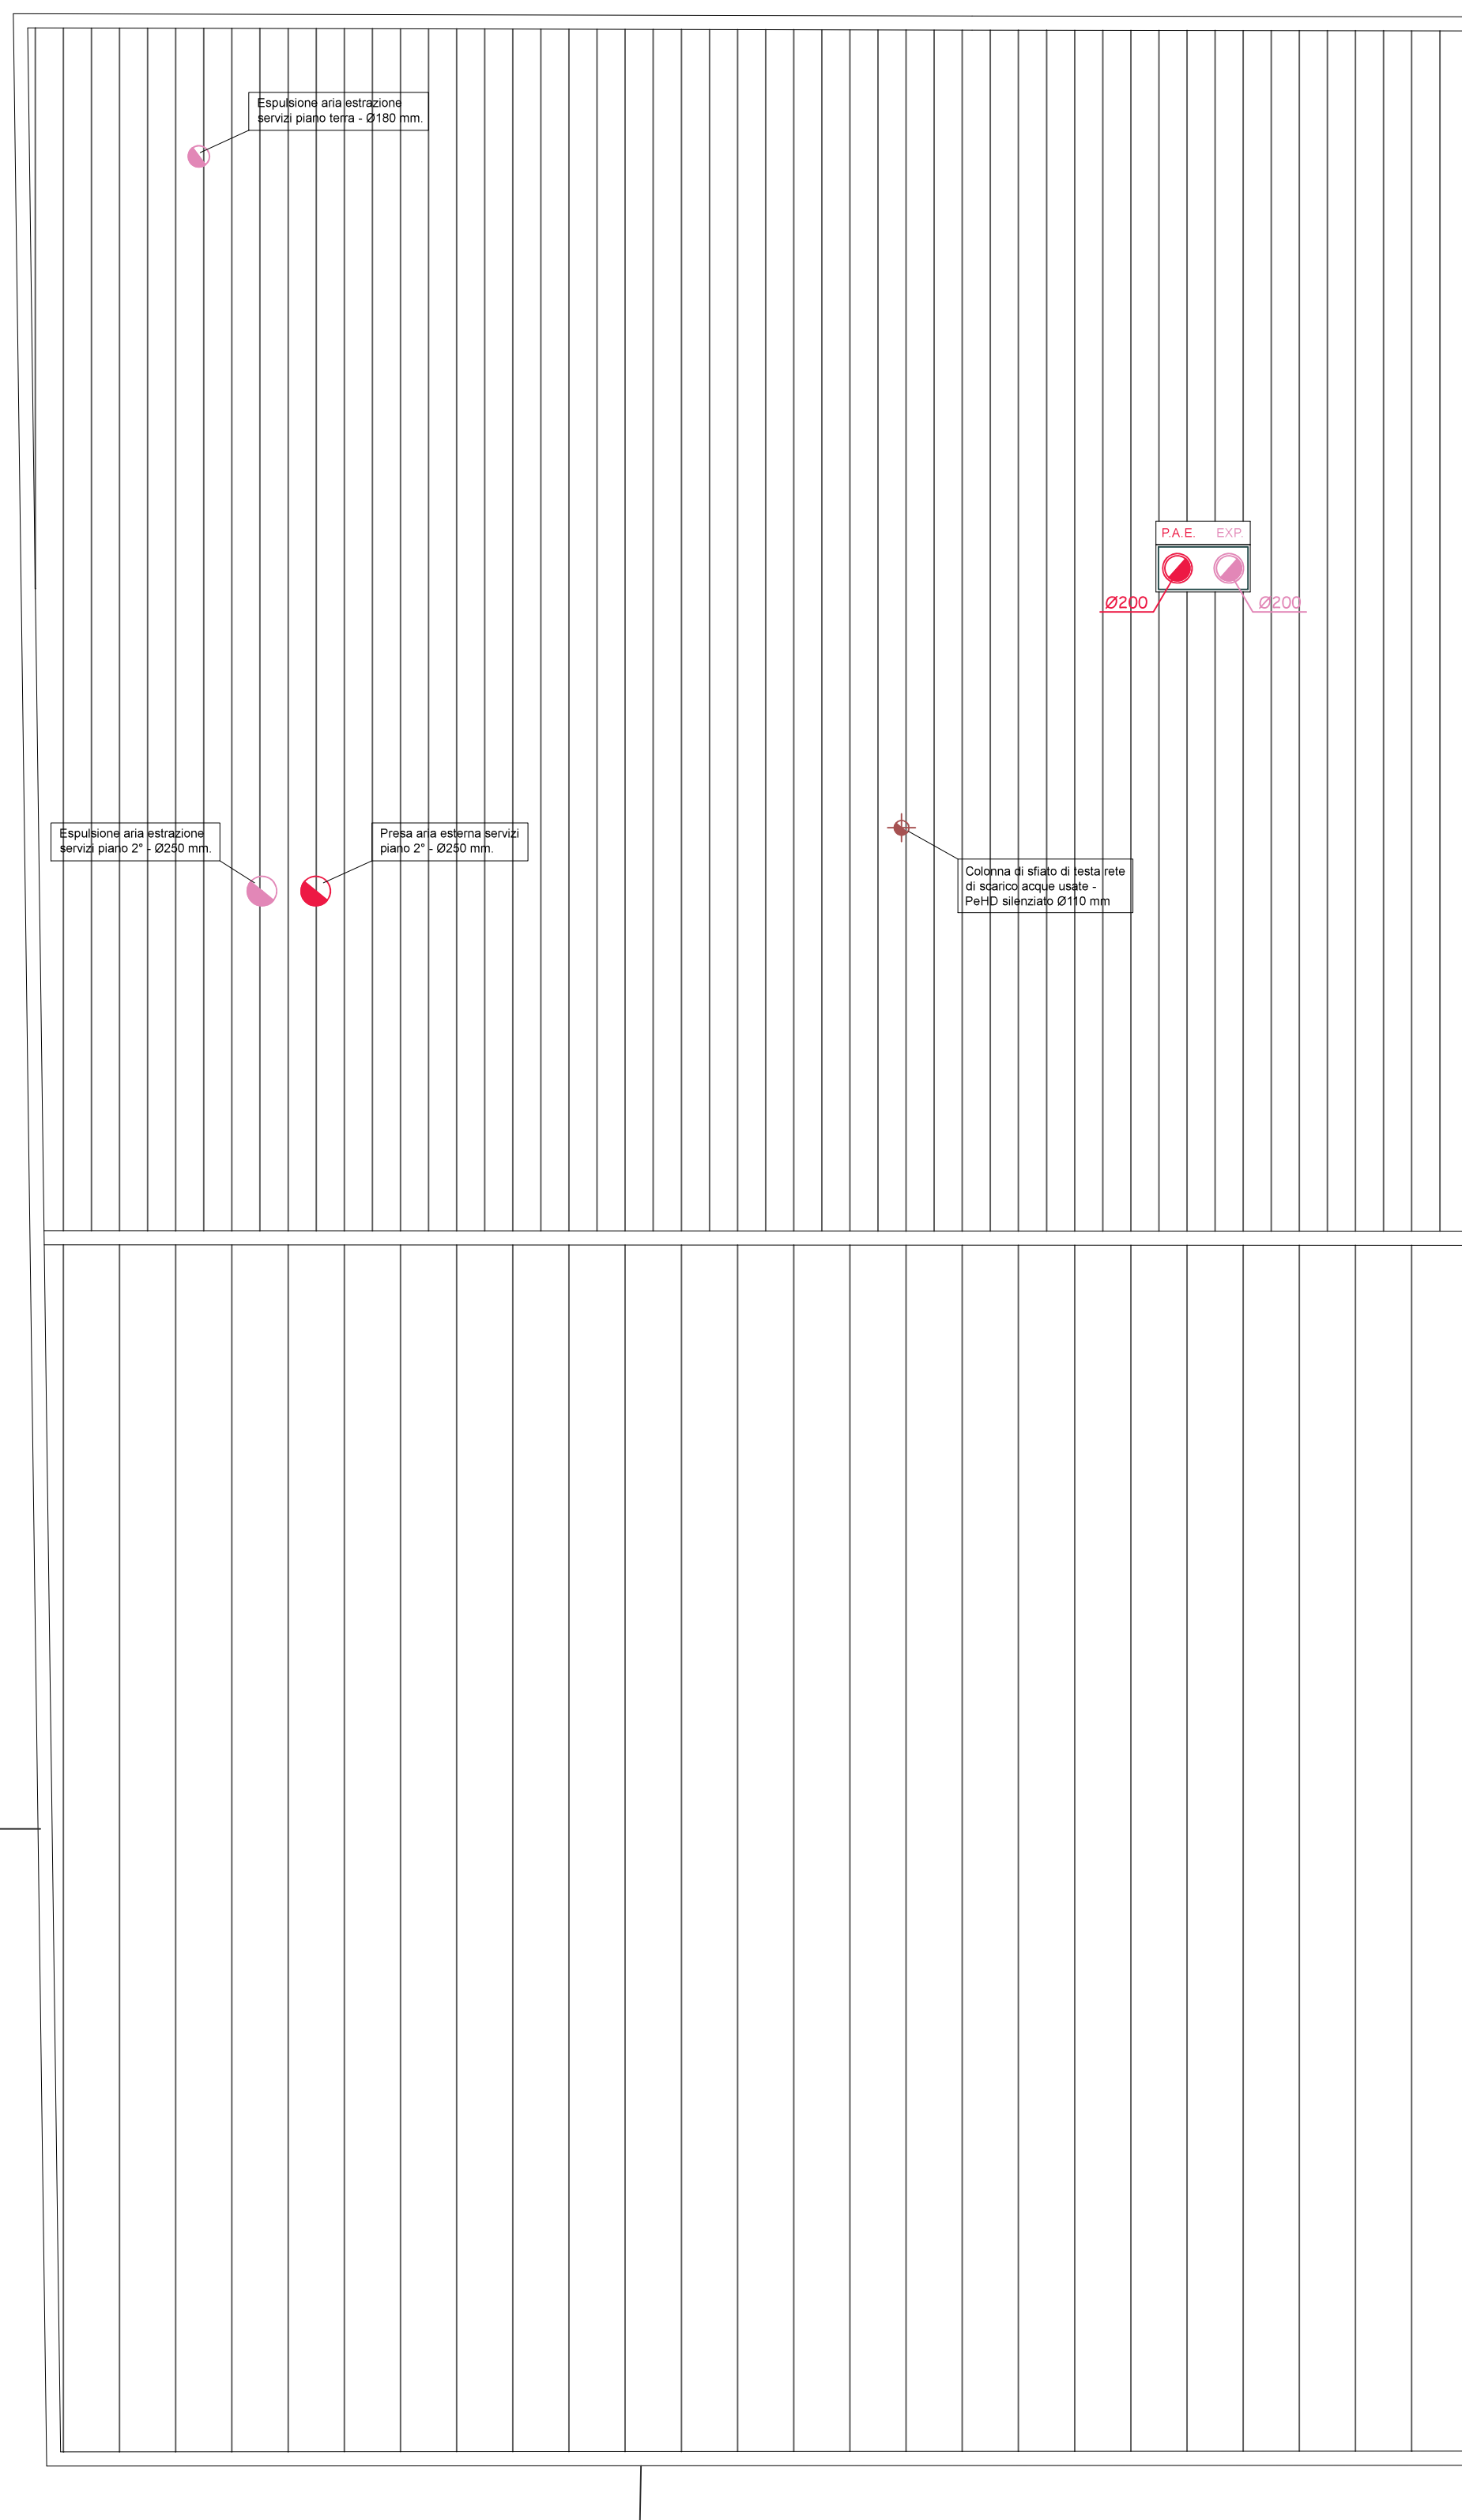 Espulsione aria estrazione
servizi piano terra - Ø180 mm.
P.A.E.
EXP.
Ø200
Ø200
Espulsione aria estrazione
servizi piano 2° - Ø250 mm.
Presa aria esterna servizi
piano 2° - Ø250 mm.
Colonna di sfiato di testa rete
di scarico acque usate -
PeHD silenziato Ø110 mm